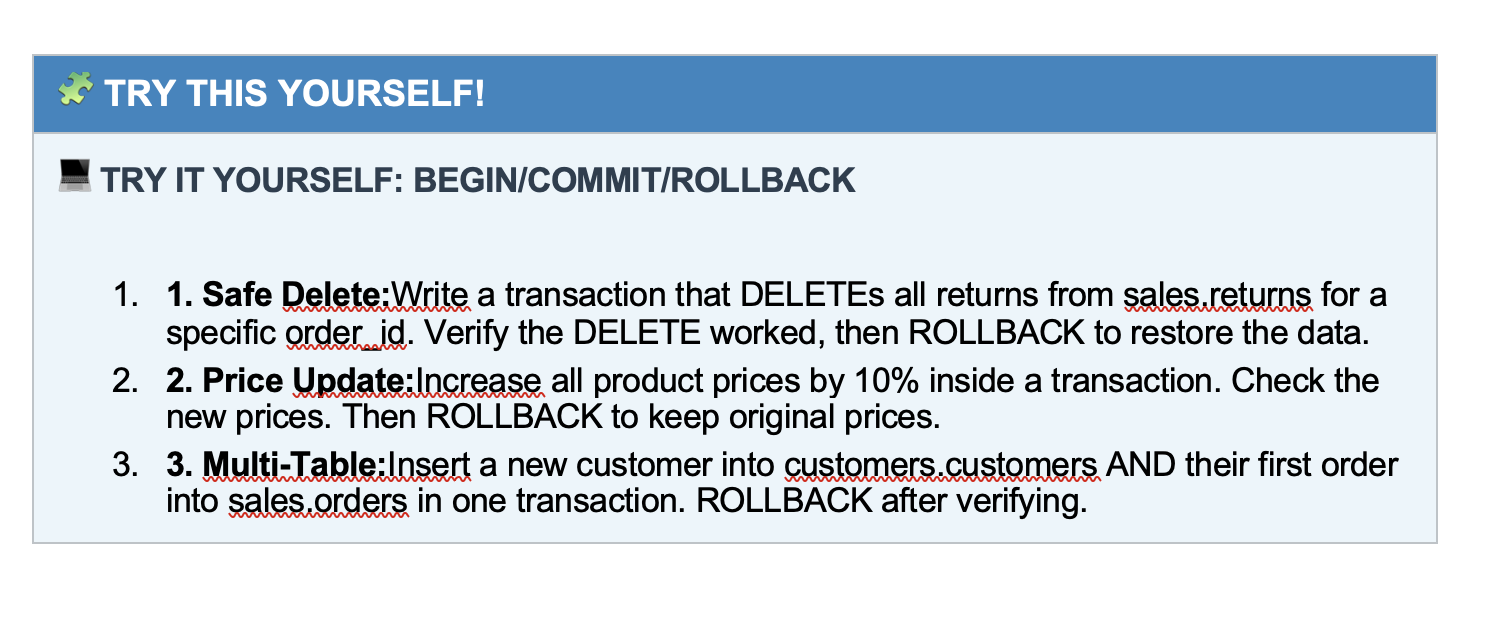 🧩 TRY THIS YOURSELF!
💻 TRY IT YOURSELF: BEGIN/COMMIT/ROLLBACK
1. 1. Safe Delete:Write a transaction that DELETEs all returns from sales.returns for a
specific order_id. Verify the DELETE worked, then ROLLBACK to restore the data.
2. 2. Price Update:Increase all product prices by 10% inside a transaction. Check the
new prices. Then ROLLBACK to keep original prices.
3. 3. Multi-Table:Insert a new customer into customers.customers AND their first order
into sales.orders in one transaction. ROLLBACK after verifying.